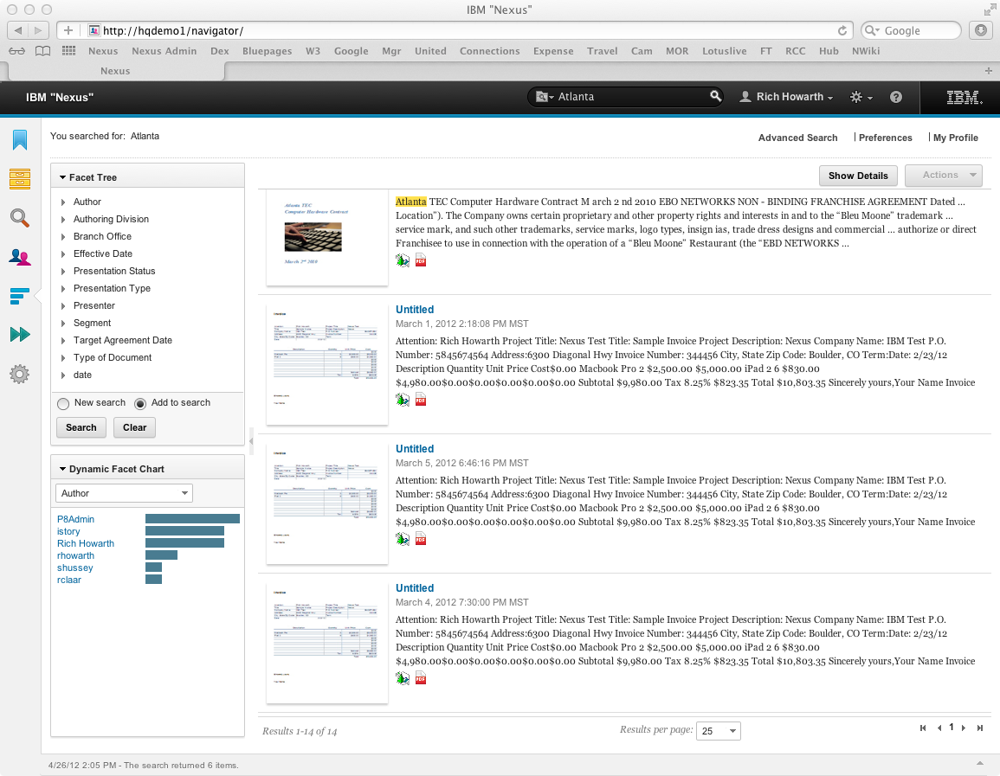 IBM "Nexus"
http://hqdemo1/navigator/
Google
Nexus Nexus Admin Dex Bluepages W3 Google Mgr United Connections Expense Travel Cam MOR Lotuslive FT RCC Hub NWiki
Nexus
IBM "Nexus"
Atlanta
Rich Howarth
IBM
You searched for: Atlanta
Advanced Search
Preferences
My Profile
Facet Tree
Author
Authoring Division
Branch Office
Effective Date
Presentation Status
Presentation Type
Presenter
Segment
Target Agreement Date
Type of Document
date
New search
Add to search
Search
Clear
Dynamic Facet Chart
Author
P8Admin
istory
Rich Howarth
rhowarth
shussey
rclaar
Show Details
Actions
Atlanta TEC
Computer Hardware Contract
March 2nd 2010
Atlanta TEC Computer Hardware Contract M arch 2 nd 2010 EBO NETWORKS NON - BINDING FRANCHISE AGREEMENT Dated ...
Location"). The Company owns certain proprietary and other property rights and interests in and to the “Bleu Moone” trademark ...
service mark, and such other trademarks, service marks, logo types, insign ias, trade dress designs and commercial ... authorize or direct
Franchisee to use in connection with the operation of a “Bleu Moone” Restaurant (the “EBD NETWORKS ...
PDF
Untitled
March 1, 2012 2:18:08 PM MST
Attention: Rich Howarth Project Title: Nexus Test Title: Sample Invoice Project Description: Nexus Company Name: IBM Test P.O.
Number: 5845674564 Address:6300 Diagonal Hwy Invoice Number: 344456 City, State Zip Code: Boulder, CO Term:Date: 2/23/12
Description Quantity Unit Price Cost$0.00 Macbook Pro 2 $2,500.00 $5,000.00 iPad 2 6 $830.00
$4,980.00$0.00$0.00$0.00$0.00$0.00 Subtotal $9,980.00 Tax 8.25% $823.35 Total $10,803.35 Sincerely yours,Your Name Invoice
PDF
Untitled
March 5, 2012 6:46:16 PM MST
Attention: Rich Howarth Project Title: Nexus Test Title: Sample Invoice Project Description: Nexus Company Name: IBM Test P.O.
Number: 5845674564 Address:6300 Diagonal Hwy Invoice Number: 344456 City, State Zip Code: Boulder, CO Term:Date: 2/23/12
Description Quantity Unit Price Cost$0.00 Macbook Pro 2 $2,500.00 $5,000.00 iPad 2 6 $830.00
$4,980.00$0.00$0.00$0.00$0.00$0.00 Subtotal $9,980.00 Tax 8.25% $823.35 Total $10,803.35 Sincerely yours,Your Name Invoice
PDF
Untitled
March 4, 2012 7:30:00 PM MST
Attention: Rich Howarth Project Title: Nexus Test Title: Sample Invoice Project Description: Nexus Company Name: IBM Test P.O.
Number: 5845674564 Address:6300 Diagonal Hwy Invoice Number: 344456 City, State Zip Code: Boulder, CO Term:Date: 2/23/12
Description Quantity Unit Price Cost$0.00 Macbook Pro 2 $2,500.00 $5,000.00 iPad 2 6 $830.00
$4,980.00$0.00$0.00$0.00$0.00$0.00 Subtotal $9,980.00 Tax 8.25% $823.35 Total $10,803.35 Sincerely yours,Your Name Invoice
PDF
Results 1-14 of 14
Results per page: 25
1
4/26/12 2:05 PM - The search returned 6 items.